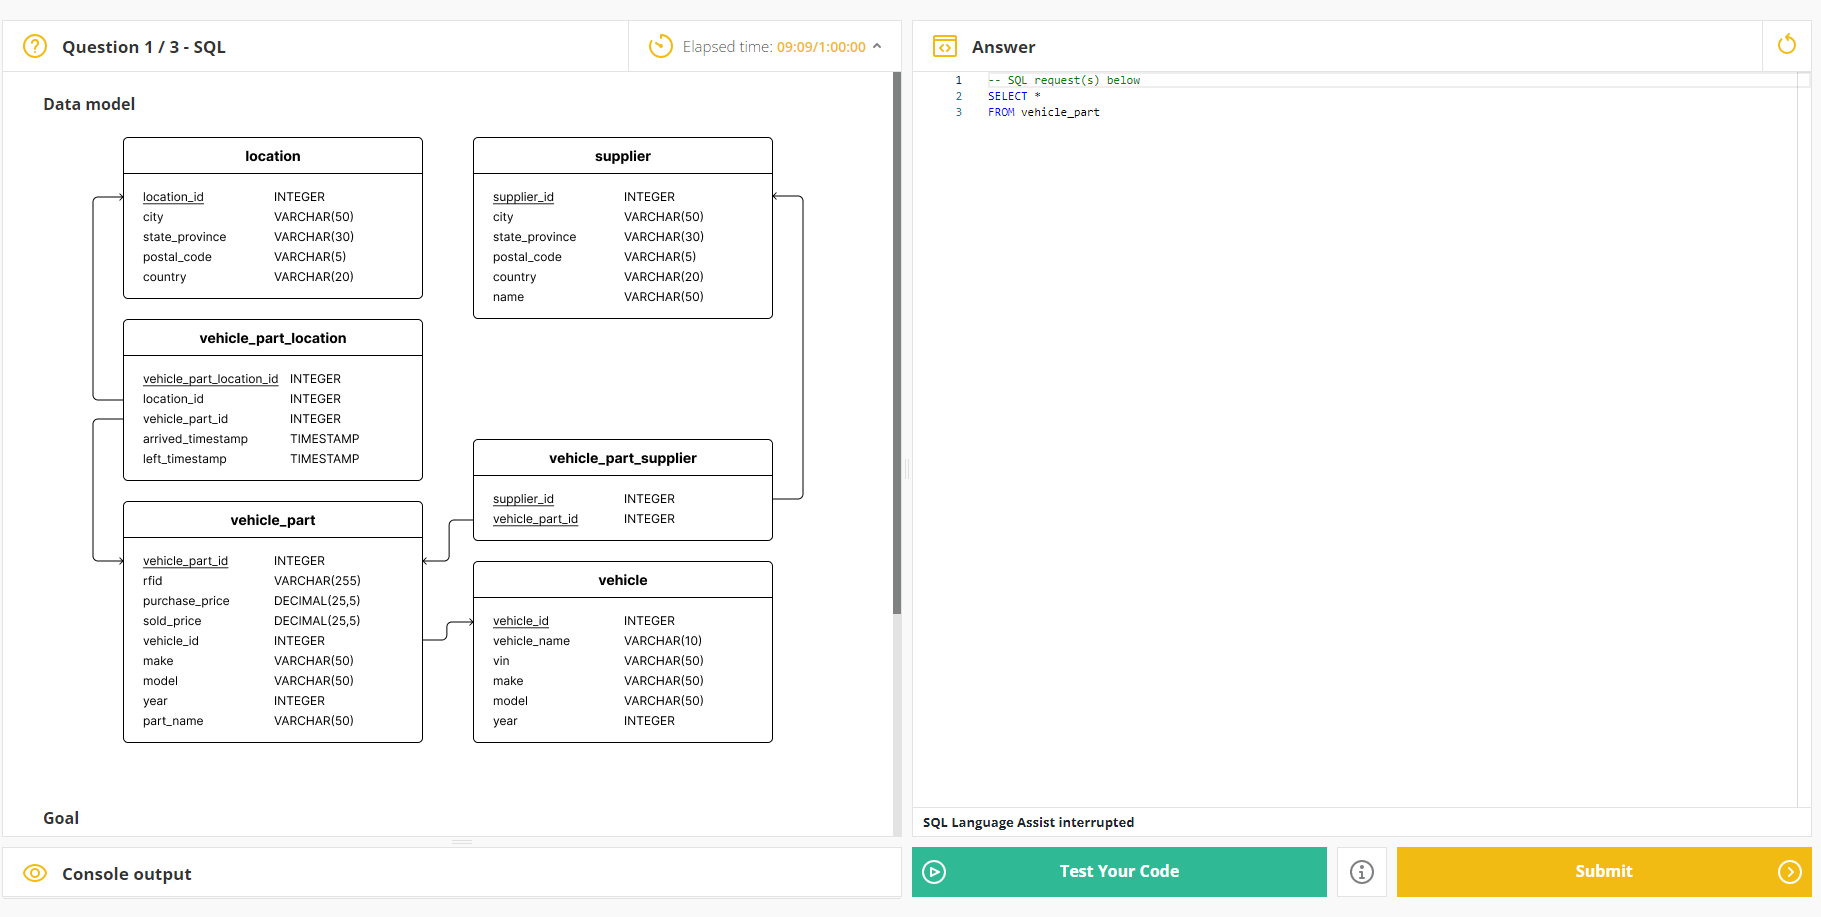 Question 1 / 3 - SQL
Elapsed time: 09:09/1:00:00
Data model
location
location_id INTEGER
city VARCHAR(50)
state_province VARCHAR(30)
postal_code VARCHAR(5)
country VARCHAR(20)
supplier
supplier_id INTEGER
city VARCHAR(50)
state_province VARCHAR(30)
postal_code VARCHAR(5)
country VARCHAR(20)
name VARCHAR(50)
vehicle_part_location
vehicle_part_location_id INTEGER
location_id INTEGER
vehicle_part_id INTEGER
arrived_timestamp TIMESTAMP
left_timestamp TIMESTAMP
vehicle_part_supplier
supplier_id INTEGER
vehicle_part_id INTEGER
vehicle_part
vehicle_part_id INTEGER
rfid VARCHAR(255)
purchase_price DECIMAL(25,5)
sold_price DECIMAL(25,5)
vehicle_id INTEGER
make VARCHAR(50)
model VARCHAR(50)
year INTEGER
part_name VARCHAR(50)
vehicle
vehicle_id INTEGER
vehicle_name VARCHAR(10)
vin VARCHAR(50)
make VARCHAR(50)
model VARCHAR(50)
year INTEGER
Goal
Console output
Answer
1 -- SQL request(s) below
2 SELECT *
3 FROM vehicle_part
SQL Language Assist interrupted
Test Your Code
Submit